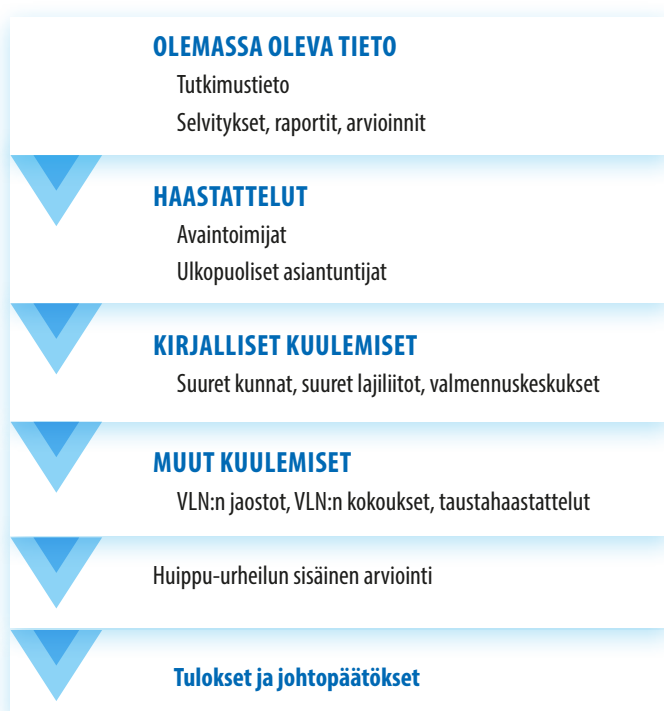 OLEMASSA OLEVA TIETO
Tutkimustieto
Selvitykset, raportit, arvioinnit
HAASTATTELUT
Avaintoimijat
Ulkopuoliset asiantuntijat
KIRJALLISET KUULEMISET
Suuret kunnat, suuret lajiliitot, valmennuskeskukset
MUUT KUULEMISET
VLN:n jaostot, VLN:n kokoukset, taustahaastattelut
Huippu-urheilun sisäinen arviointi
Tulokset ja johtopäätökset